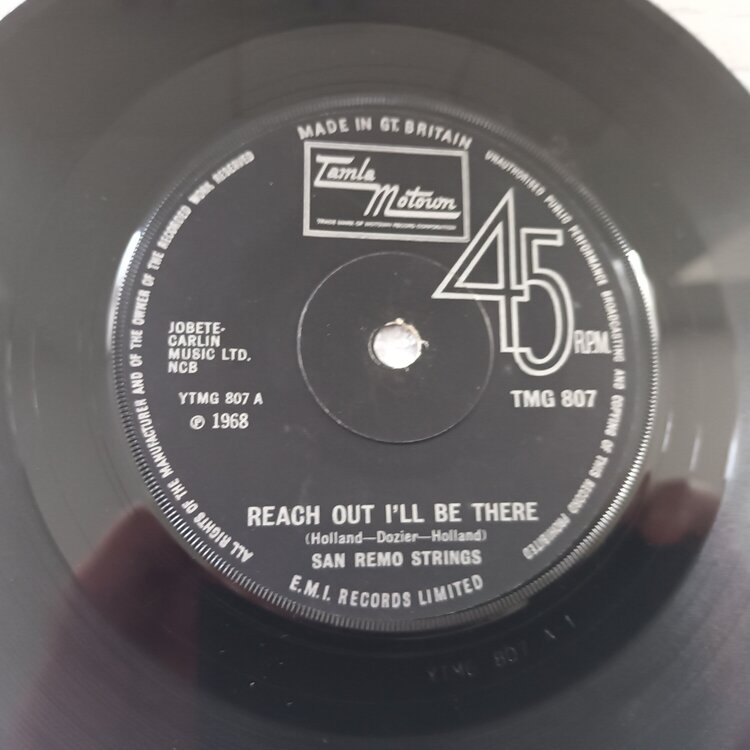 MADE IN GT. BRITAIN
Tamla
Motown
TRADE MARK OF MOTOWN RECORD CORPORATION
UNAUTHORISED PUBLIC PERFORMANCE BROADCASTING AND COPYING OF THIS RECORD PROHIBITED
ALL RIGHTS OF THE MANUFACTURER AND OF THE OWNER OF THE RECORDED WORK RESERVED
45
R.P.M.
JOBETE-
CARLIN
MUSIC LTD.
NCB
YTMG 807 A
℗ 1968
TMG 807
REACH OUT I'LL BE THERE
(Holland—Dozier—Holland)
SAN REMO STRINGS
E.M.I. RECORDS LIMITED
YTMG 807 A-1